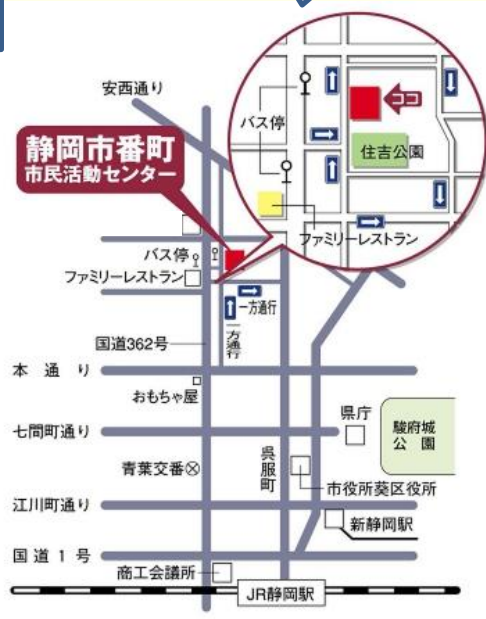 安西通り
静岡市番町
市民活動センター
バス停
ココ
住吉公園
ファミリーレストラン
バス停
ファミリーレストラン
一方通行
一方通行
国道362号
本通り
おもちゃ屋
七間町通り
県庁
駿府城
公園
呉服町
青葉交番
市役所葵区役所
江川町通り
新静岡駅
国道1号
商工会議所
JR静岡駅